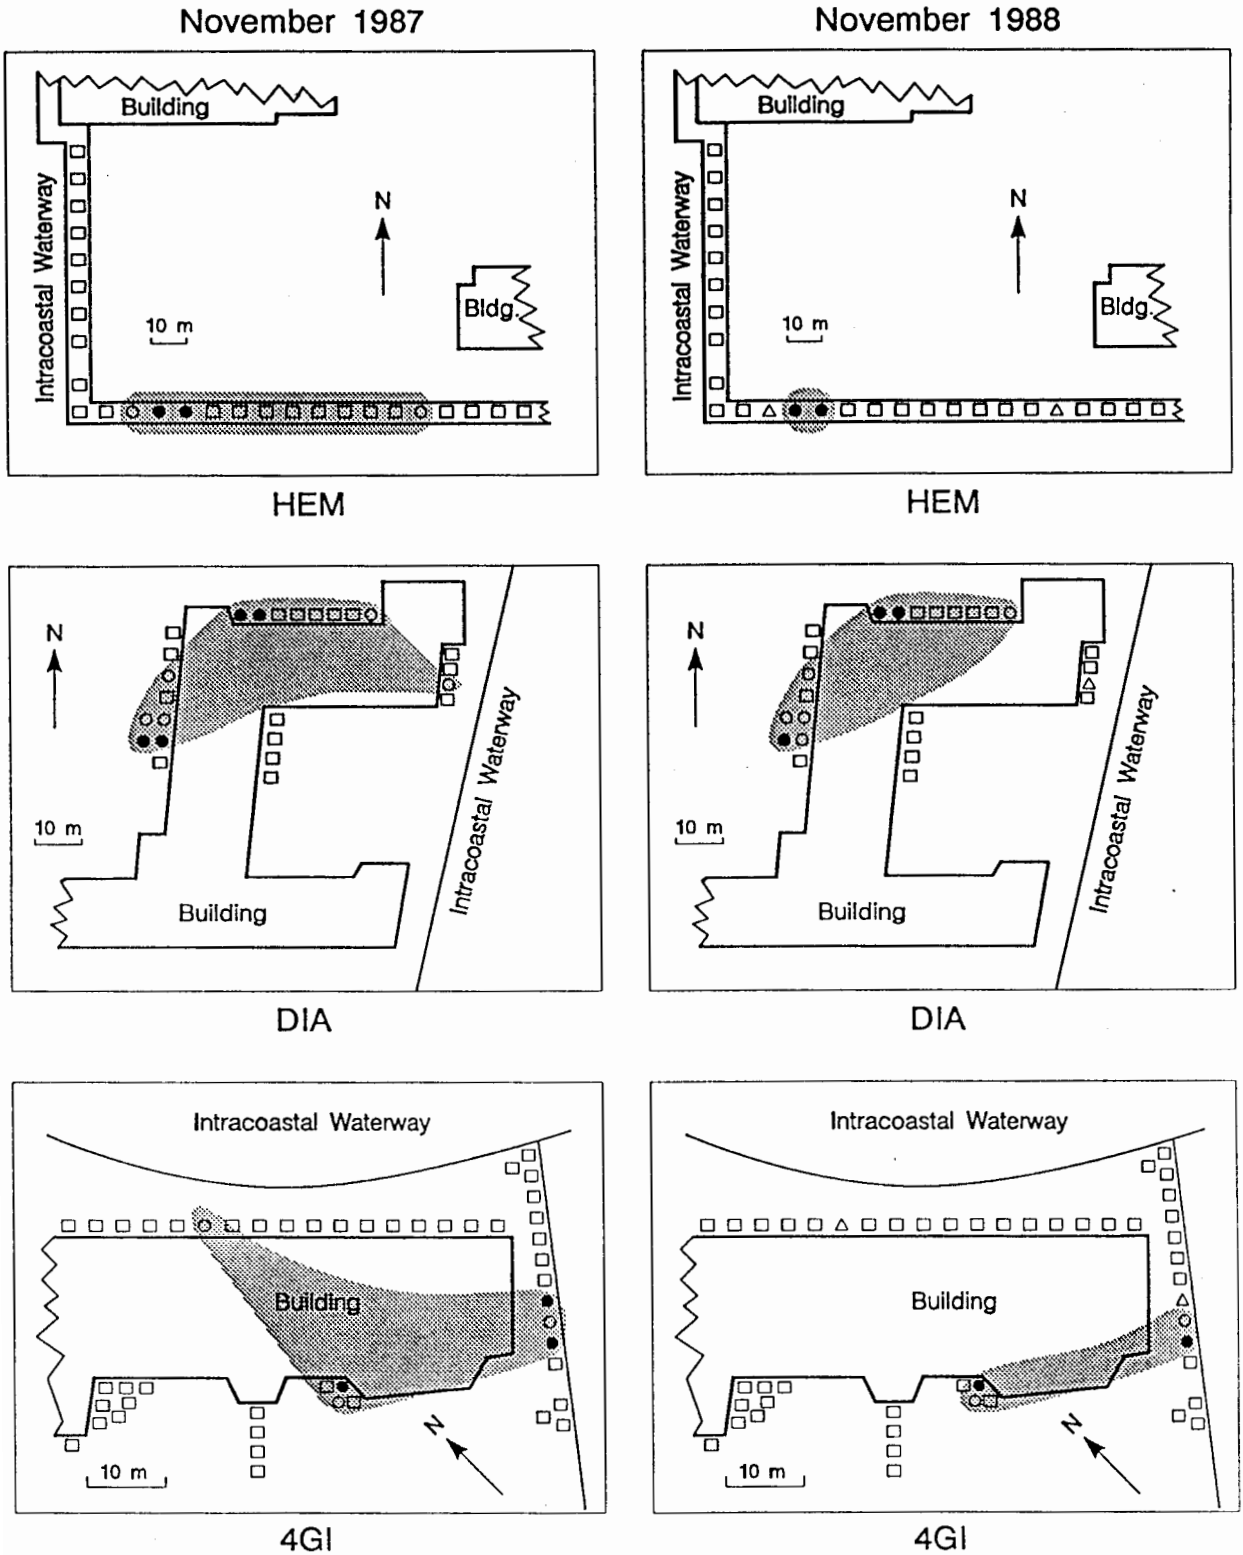 November 1987
November 1988
Building
Intracoastal Waterway
N
10 m
Bldg.
HEM
Building
Intracoastal Waterway
N
10 m
Bldg.
HEM
N
10 m
Building
Intracoastal Waterway
DIA
N
10 m
Building
Intracoastal Waterway
DIA
Intracoastal Waterway
Building
N
10 m
4GI
Intracoastal Waterway
Building
N
10 m
4GI